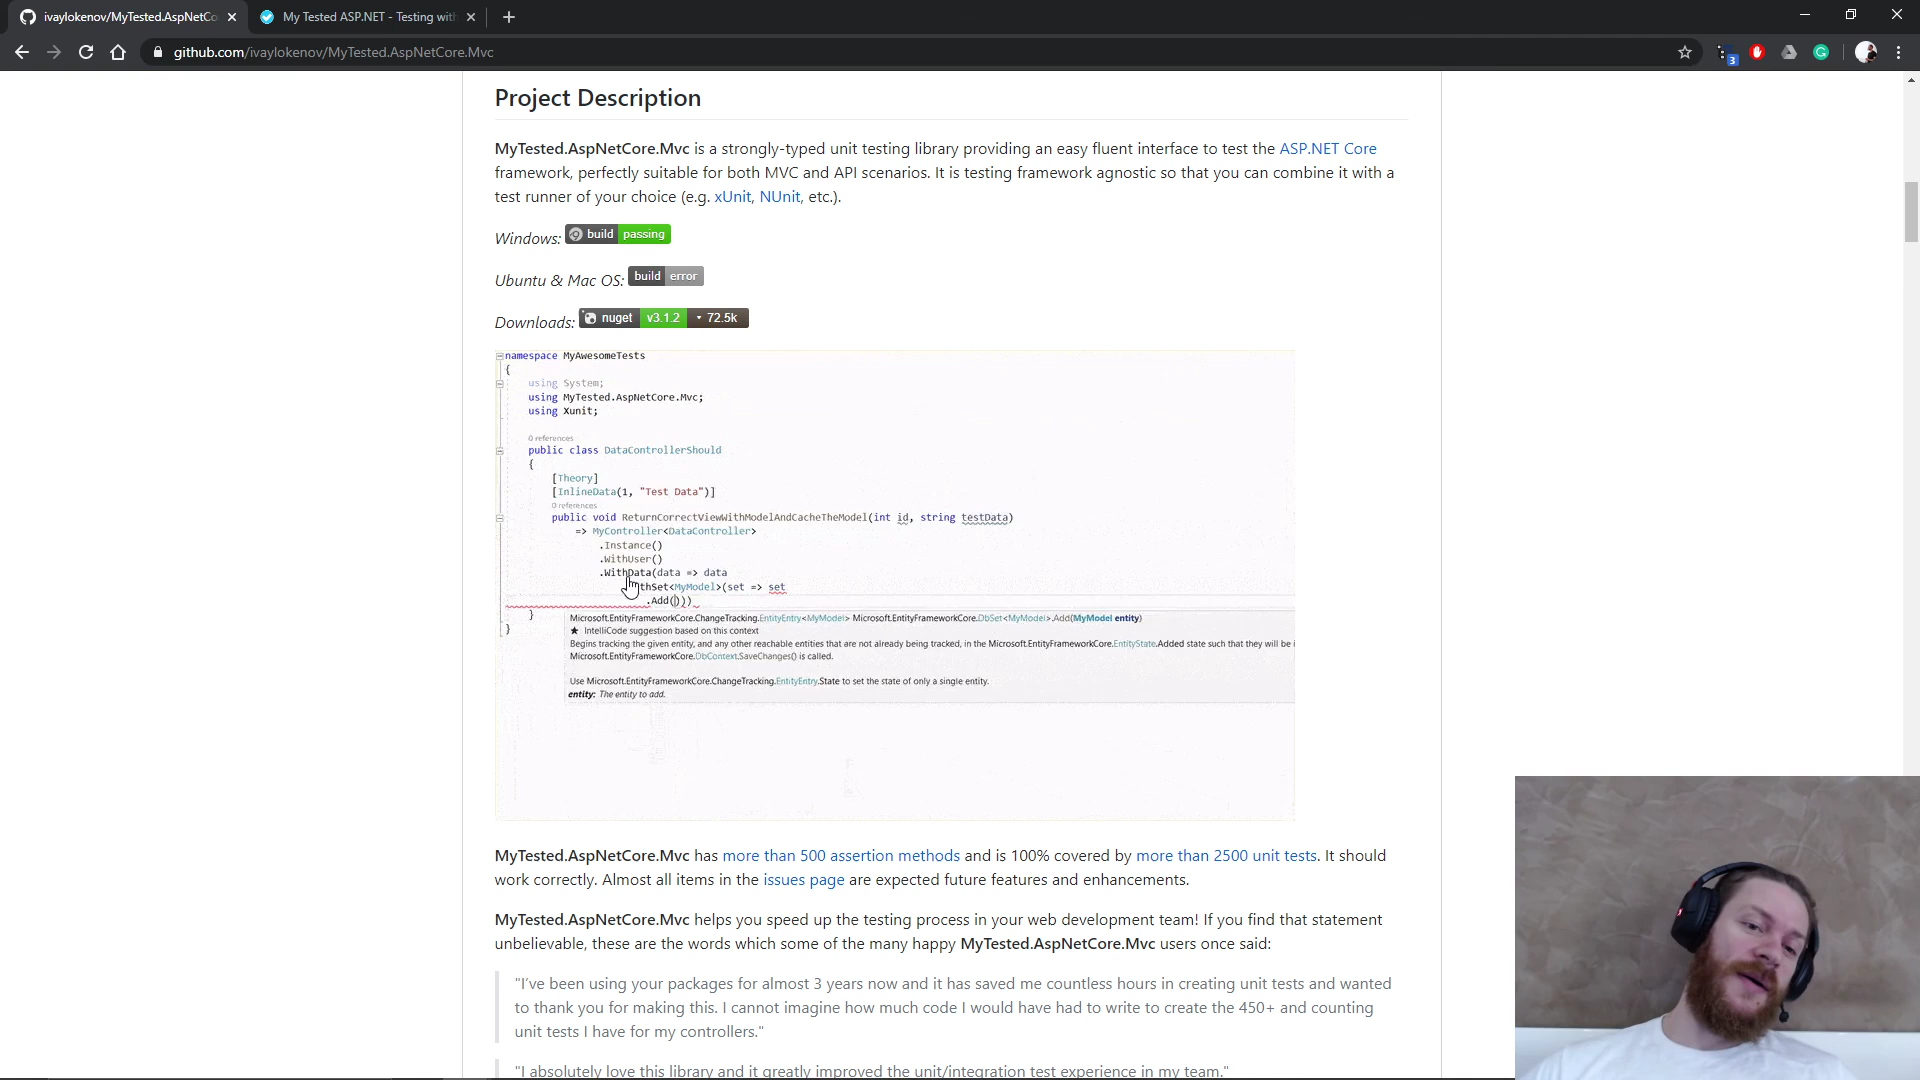 ivaylokenov/MyTested.AspNetCo
My Tested ASP.NET - Testing with
github.com/ivaylokenov/MyTested.AspNetCore.Mvc
3
Project Description
MyTested.AspNetCore.Mvc is a strongly-typed unit testing library providing an easy fluent interface to test the ASP.NET Core
framework, perfectly suitable for both MVC and API scenarios. It is testing framework agnostic so that you can combine it with a
test runner of your choice (e.g. xUnit, NUnit, etc.).
Windows: build passing
Ubuntu & Mac OS: build error
Downloads: nuget v3.1.2 72.5k
namespace MyAwesomeTests
{
using System;
using MyTested.AspNetCore.Mvc;
using Xunit;
0 references
public class DataControllerShould
{
[Theory]
[InlineData(1, "Test Data")]
0 references
public void ReturnCorrectViewWithModelAndCacheTheModel(int id, string testData)
=> MyController<DataController>
.Instance()
.WithUser()
.WithData(data => data
thSet<MyModel>(set => set
.Add()))
}
}
Microsoft.EntityFrameworkCore.ChangeTracking.EntityEntry<MyModel> Microsoft.EntityFrameworkCore.DbSet<MyModel>.Add(MyModel entity)
★ IntelliCode suggestion based on this context
Begins tracking the given entity, and any other reachable entities that are not already being tracked, in the Microsoft.EntityFrameworkCore.EntityState.Added state such that they will be i
Microsoft.EntityFrameworkCore.DbContext.SaveChanges() is called.
Use Microsoft.EntityFrameworkCore.ChangeTracking.EntityEntry.State to set the state of only a single entity.
entity: The entity to add.
MyTested.AspNetCore.Mvc has more than 500 assertion methods and is 100% covered by more than 2500 unit tests. It should
work correctly. Almost all items in the issues page are expected future features and enhancements.
MyTested.AspNetCore.Mvc helps you speed up the testing process in your web development team! If you find that statement
unbelievable, these are the words which some of the many happy MyTested.AspNetCore.Mvc users once said:
"I've been using your packages for almost 3 years now and it has saved me countless hours in creating unit tests and wanted
to thank you for making this. I cannot imagine how much code I would have had to write to create the 450+ and counting
unit tests I have for my controllers."
"I absolutely love this library and it greatly improved the unit/integration test experience in my team."